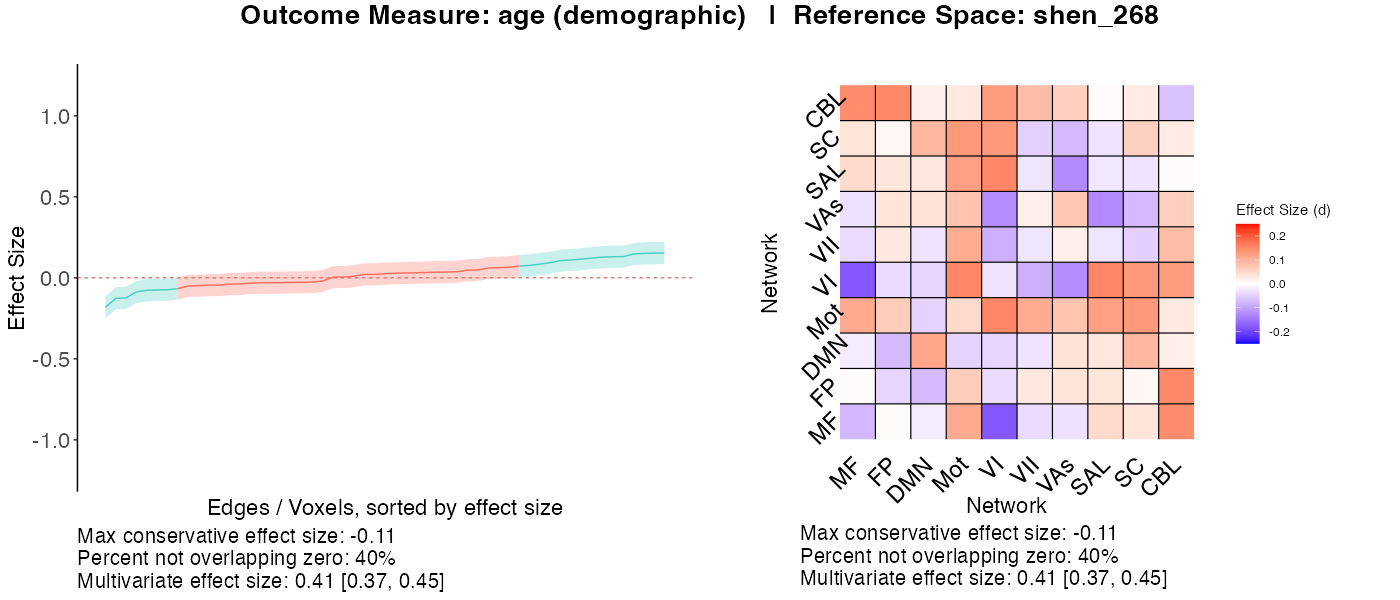 Outcome Measure: age (demographic) | Reference Space: shen_268
1.0
0.5
0.0
-0.5
-1.0
Effect Size
Edges / Voxels, sorted by effect size
Max conservative effect size: -0.11
Percent not overlapping zero: 40%
Multivariate effect size: 0.41 [0.37, 0.45]
Network
CBL
SC
SAL
VAs
VII
VI
Mot
DMN
FP
MF
MF
FP
DMN
Mot
VI
VII
VAs
SAL
SC
CBL
Network
Max conservative effect size: -0.11
Percent not overlapping zero: 40%
Multivariate effect size: 0.41 [0.37, 0.45]
Effect Size (d)
0.2
0.1
0.0
-0.1
-0.2